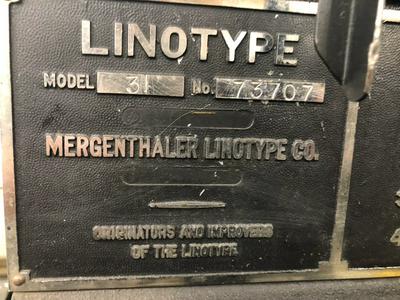 LINOTYPE
MODEL 31 No. 73707
MERGENTHALER LINOTYPE CO.
ORIGINATORS AND IMPROVERS
OF THE LINOTYPE